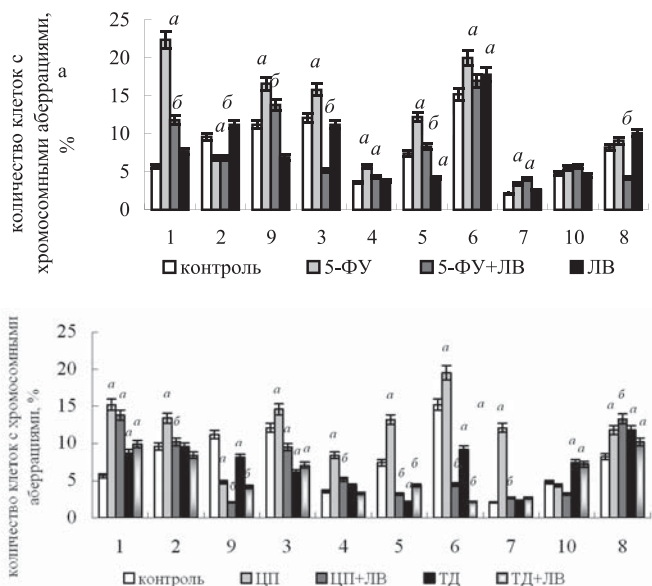 количество клеток с
хромосомными аберрациями,
%
а
25
20
15
10
5
0
а
б
а
б
а
б
а
б
а
а
б
а
а
а
а
а
б
1 2 9 3 4 5 6 7 10 8
контроль 5-ФУ 5-ФУ+ЛВ ЛВ
количество клеток с хромосомными
аберрациями, %
25
20
15
10
5
0
1 2 9 3 4 5 6 7 10 8
контроль ЦП ЦП+ЛВ ТД ТД+ЛВ